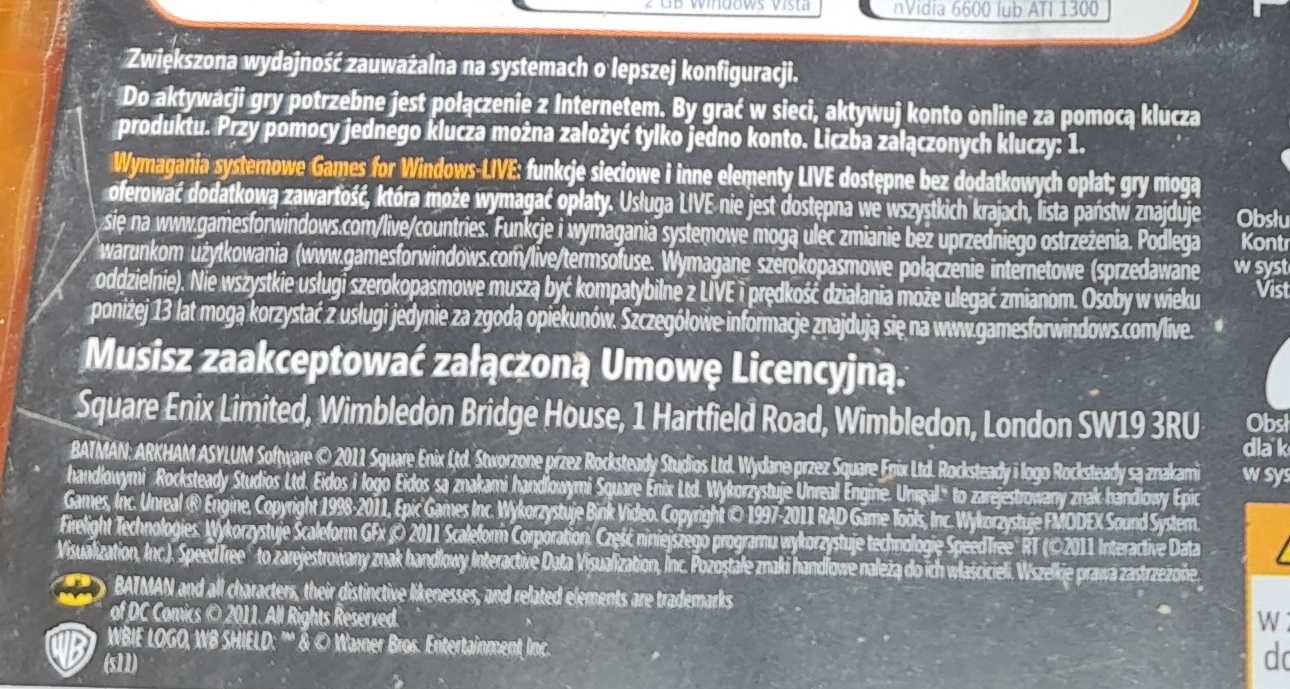 2 GB Windows Vista
nVidia 6600 lub ATI 1300
Zwiększona wydajność zauważalna na systemach o lepszej konfiguracji.
Do aktywacji gry potrzebne jest połączenie z Internetem. By grać w sieci, aktywuj konto online za pomocą klucza
produktu. Przy pomocy jednego klucza można założyć tylko jedno konto. Liczba załączonych kluczy: 1.
Wymagania systemowe Games for Windows-LIVE: funkcje sieciowe i inne elementy LIVE dostępne bez dodatkowych opłat; gry mogą
oferować dodatkową zawartość, która może wymagać opłaty. Usługa LIVE nie jest dostępna we wszystkich krajach, lista państw znajduje
się na www.gamesforwindows.com/live/countries. Funkcje i wymagania systemowe mogą ulec zmianie bez uprzedniego ostrzeżenia. Podlega
warunkom użytkowania (www.gamesforwindows.com/live/termsofuse. Wymagane szerokopasmowe połączenie internetowe (sprzedawane
oddzielnie). Nie wszystkie usługi szerokopasmowe muszą być kompatybilne z LIVE i prędkość działania może ulegać zmianom. Osoby w wieku
poniżej 13 lat mogą korzystać z usługi jedynie za zgodą opiekunów. Szczegółowe informacje znajdują się na www.gamesforwindows.com/live.
Musisz zaakceptować załączoną Umowę Licencyjną.
Square Enix Limited, Wimbledon Bridge House, 1 Hartfield Road, Wimbledon, London SW19 3RU
BATMAN: ARKHAM ASYLUM Software © 2011 Square Enix Ltd. Stworzone przez Rocksteady Studios Ltd. Wydane przez Square Enix Ltd. Rocksteady i logo Rocksteady są znakami
handlowymi Rocksteady Studios Ltd. Eidos i logo Eidos są znakami handlowymi Square Enix Ltd. Wykorzystuje Unreal Engine. Unreal® to zarejestrowany znak handlowy Epic
Games, Inc. Unreal ® Engine, Copyright 1998-2011, Epic Games Inc. Wykorzystuje Bink Video. Copyright © 1997-2011 RAD Game Tools, Inc. Wykorzystuje FMODEX Sound System.
Firelight Technologies. Wykorzystuje Scaleform GFx © 2011 Scaleform Corporation. Część niniejszego programu wykorzystuje technologię SpeedTree® RT (©2011 Interactive Data
Visualization, Inc.). SpeedTree® to zarejestrowany znak handlowy Interactive Data Visualization, Inc. Pozostałe znaki handlowe należą do ich właścicieli. Wszelkie prawa zastrzeżone.
BATMAN and all characters, their distinctive likenesses, and related elements are trademarks
of DC Comics © 2011. All Rights Reserved.
WBIE LOGO, WB SHIELD: ™ & © Warner Bros. Entertainment Inc.
(s11)
WB
Obsłu
Kontr
w syst
Vist
Obsł
dla k
w sys
w z
do